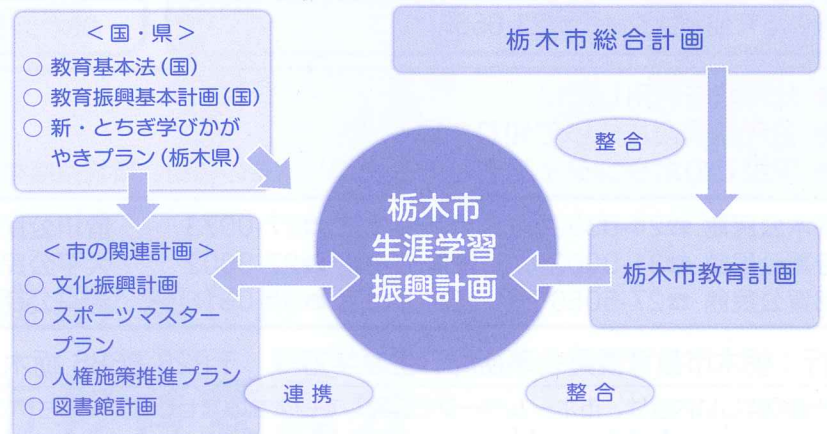 ＜国・県＞
○ 教育基本法（国）
○ 教育振興基本計画（国）
○ 新・とちぎ学びかが
やきプラン（栃木県）
栃木市総合計画
整合
栃木市
生涯学習
振興計画
＜市の関連計画＞
○ 文化振興計画
○ スポーツマスター
プラン
○ 人権施策推進プラン
○ 図書館計画
栃木市教育計画
連携
整合